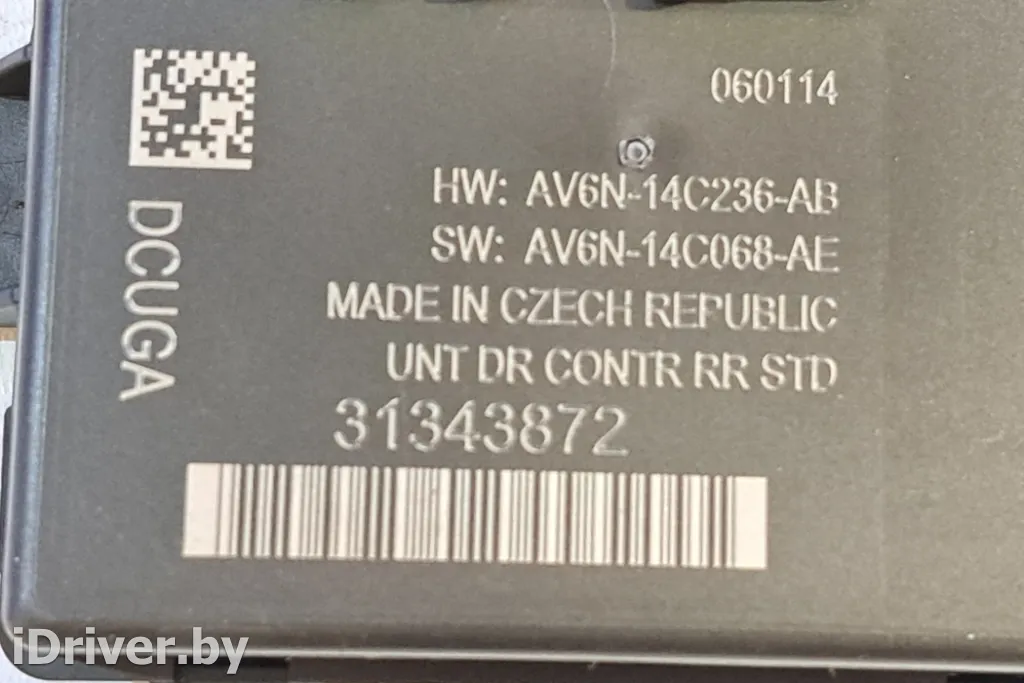 060114
HW: AV6N-14C236-AB
SW: AV6N-14C068-AE
MADE IN CZECH REPUBLIC
UNT DR CONTR RR STD
31343872
DCUGA
iDriver.by